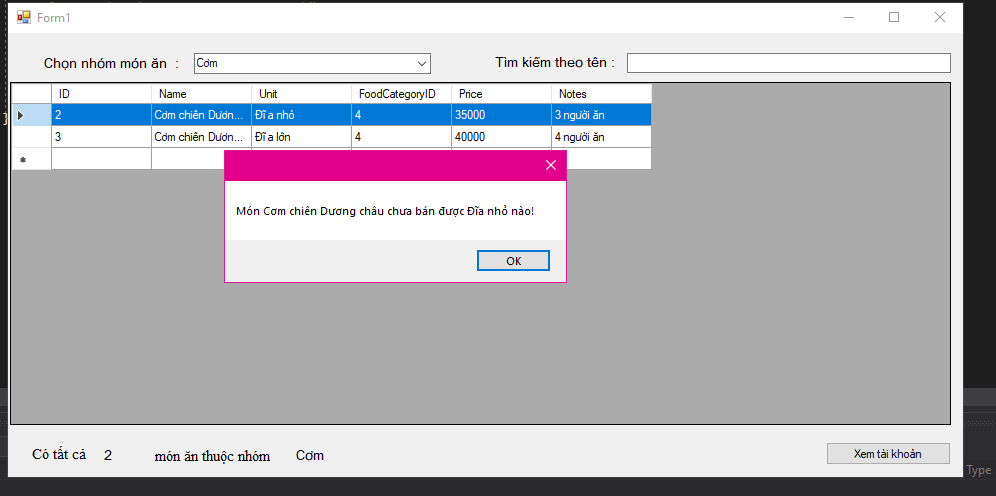 Form1
Chọn nhóm món ăn :
Cơm
Tìm kiếm theo tên :
ID Name Unit FoodCategoryID Price Notes
2 Cơm chiên Dươn... Đĩa nhỏ 4 35000 3 người ăn
3 Cơm chiên Dươn... Đĩa lớn 4 40000 4 người ăn
Món Cơm chiên Dương châu chưa bán được Đĩa nhỏ nào!
OK
Có tất cả 2 món ăn thuộc nhóm Cơm
Xem tài khoản
Type